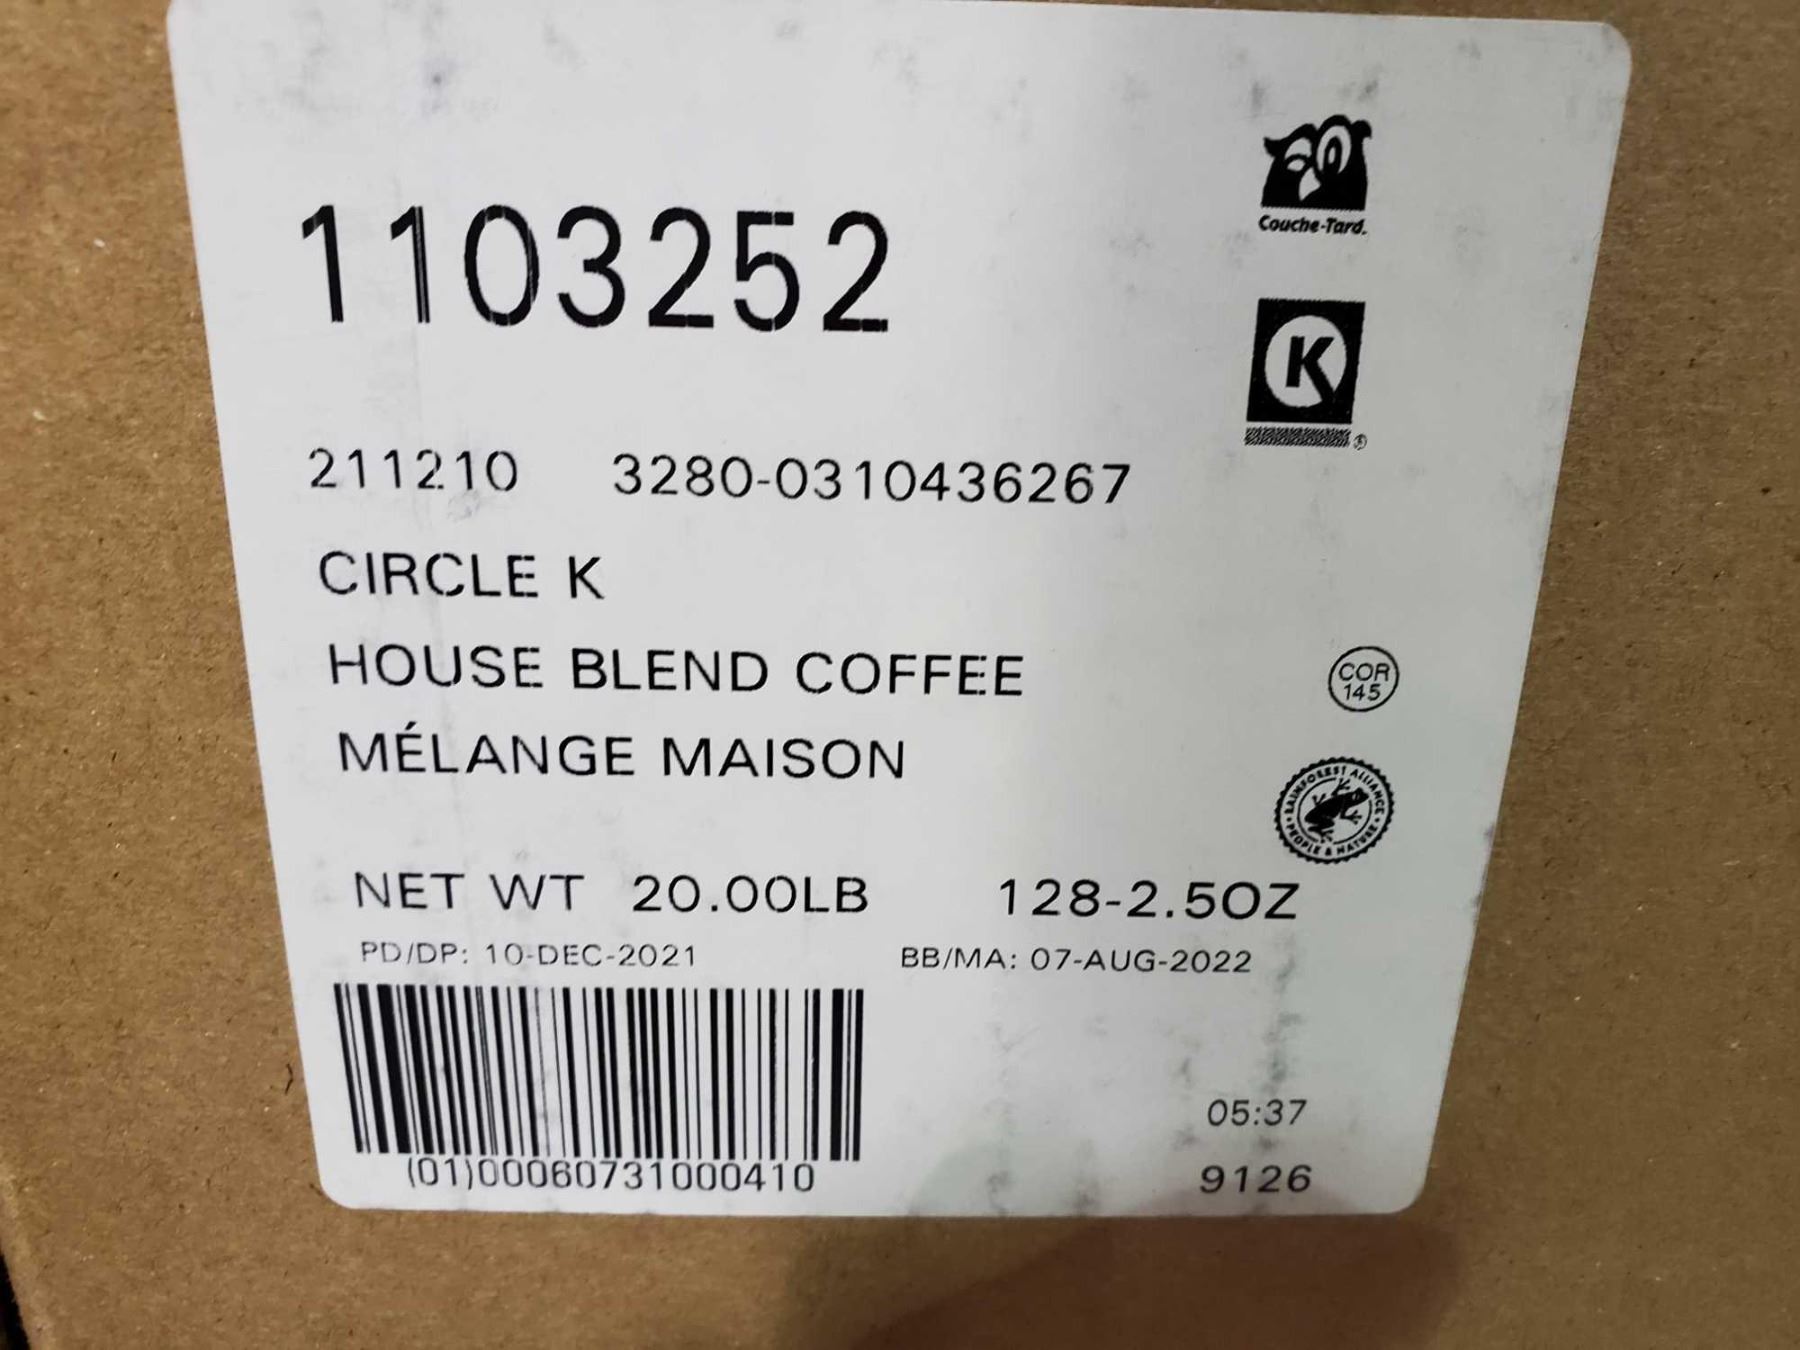 Couche-Tard.
1103252
K
®
211210 3280-0310436267
CIRCLE K
HOUSE BLEND COFFEE
COR
145
MÉLANGE MAISON
RAINFOREST ALLIANCE
PEOPLE & NATURE
NET WT 20.00LB 128-2.5OZ
PD/DP: 10-DEC-2021 BB/MA: 07-AUG-2022
05:37
(01)00060731000410
9126